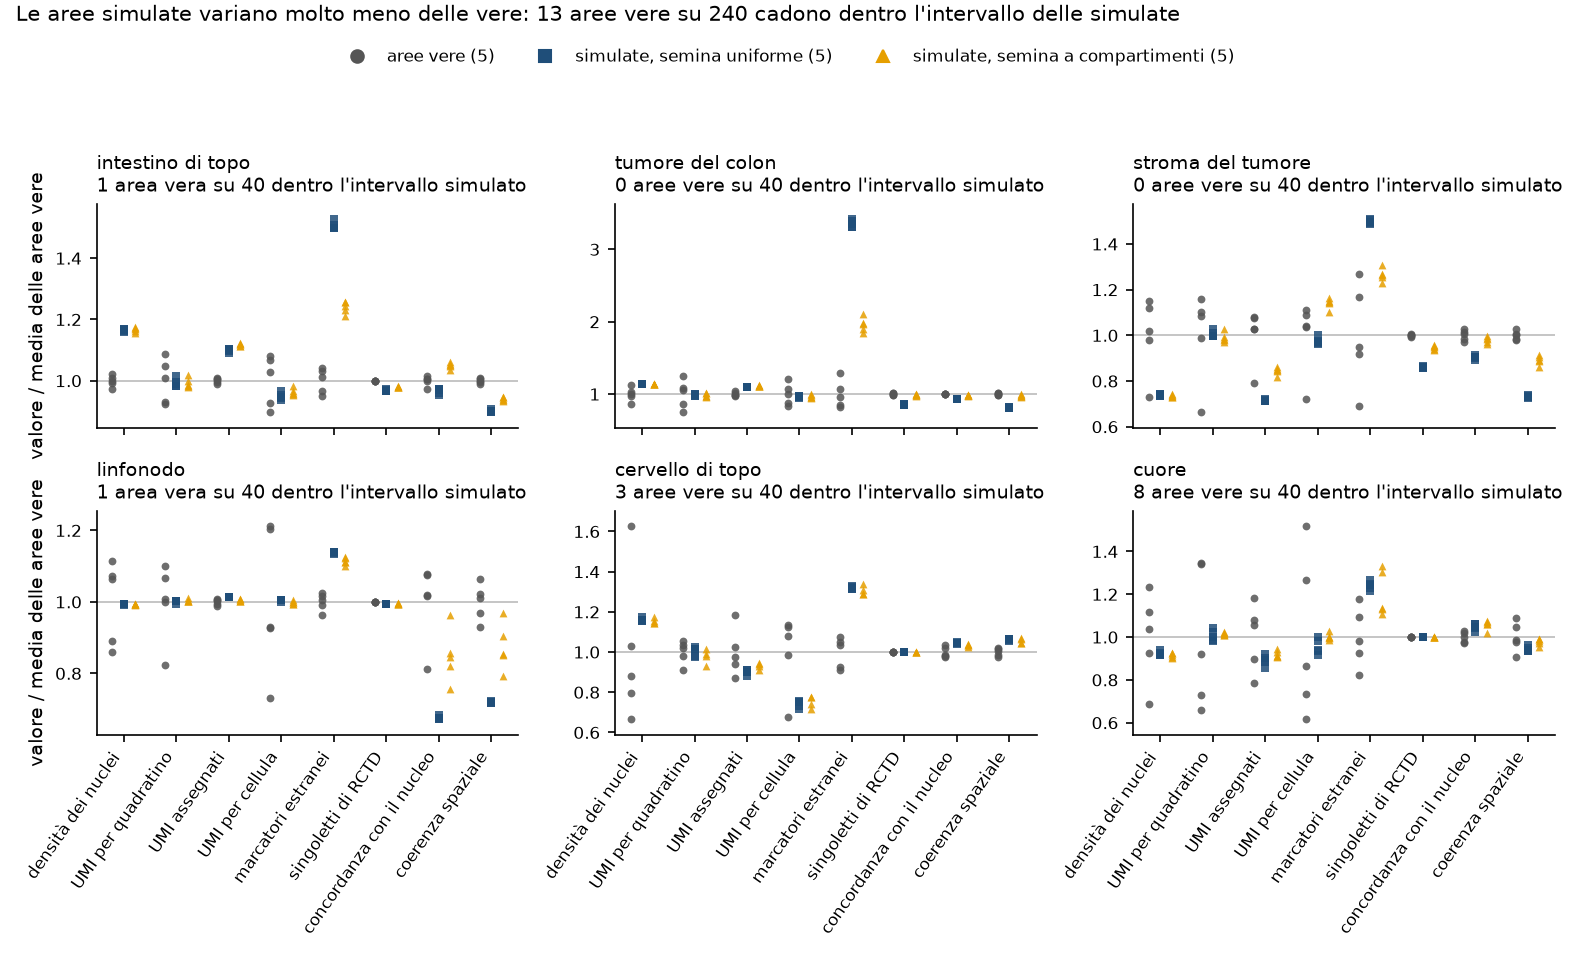 Le aree simulate variano molto meno delle vere: 13 aree vere su 240 cadono dentro l'intervallo delle simulate
aree vere (5)
simulate, semina uniforme (5)
simulate, semina a compartimenti (5)
intestino di topo
1 area vera su 40 dentro l'intervallo simulato
valore / media delle aree vere
1.4
1.2
1.0
tumore del colon
0 aree vere su 40 dentro l'intervallo simulato
3
2
1
stroma del tumore
0 aree vere su 40 dentro l'intervallo simulato
1.4
1.2
1.0
0.8
0.6
linfonodo
1 area vera su 40 dentro l'intervallo simulato
valore / media delle aree vere
1.2
1.0
0.8
densità dei nuclei
UMI per quadratino
UMI assegnati
UMI per cellula
marcatori estranei
singoletti di RCTD
concordanza con il nucleo
coerenza spaziale
cervello di topo
3 aree vere su 40 dentro l'intervallo simulato
1.6
1.4
1.2
1.0
0.8
0.6
densità dei nuclei
UMI per quadratino
UMI assegnati
UMI per cellula
marcatori estranei
singoletti di RCTD
concordanza con il nucleo
coerenza spaziale
cuore
8 aree vere su 40 dentro l'intervallo simulato
1.4
1.2
1.0
0.8
0.6
densità dei nuclei
UMI per quadratino
UMI assegnati
UMI per cellula
marcatori estranei
singoletti di RCTD
concordanza con il nucleo
coerenza spaziale